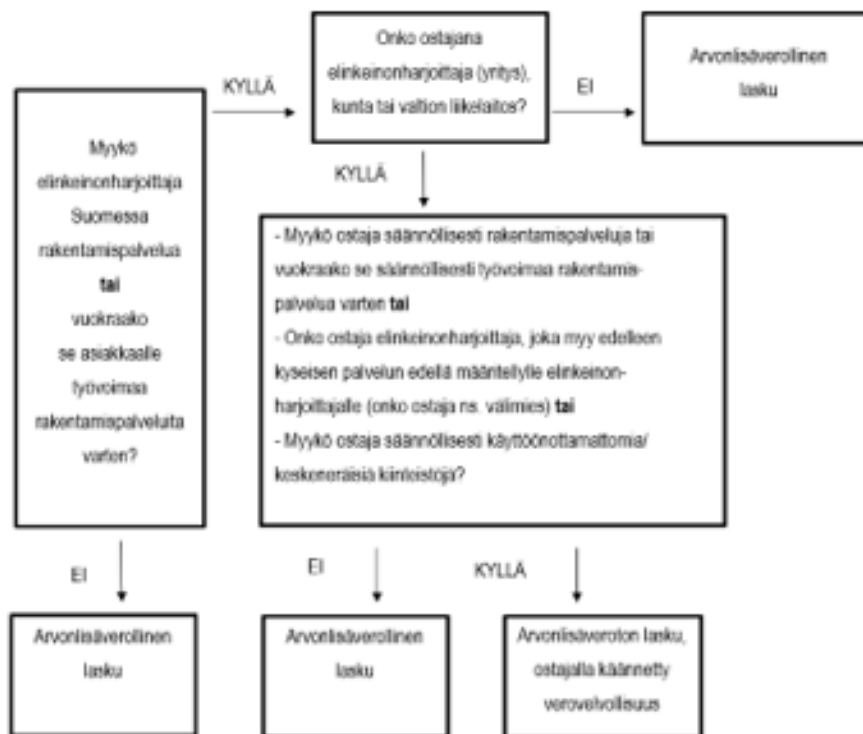 Myykö
elinkeinonharjoittaja
Suomessa
rakentamispalvelua
tai
vuokraako
se asiakkaalle
työvoimaa
rakentamispalveluita
varten?
KYLLÄ
Onko ostajana
elinkeinonharjoittaja (yritys),
kunta tai valtion liikelaitos?
EI
Arvonlisäverollinen
lasku
KYLLÄ
- Myykö ostaja säännöllisesti rakentamispalveluja tai
vuokraako se säännöllisesti työvoimaa rakentamis-
palvelua varten tai
- Onko ostaja elinkeinonharjoittaja, joka myy edelleen
kyseisen palvelun edellä määritellylle elinkeinon-
harjoittajalle (onko ostaja ns. välimies) tai
- Myykö ostaja säännöllisesti käyttöönottamattomia/
keskeneräisiä kiinteistöjä?
EI
Arvonlisäverollinen
lasku
EI
Arvonlisäverollinen
lasku
KYLLÄ
Arvonlisäveroton lasku,
ostajalla käännetty
verovelvollisuus